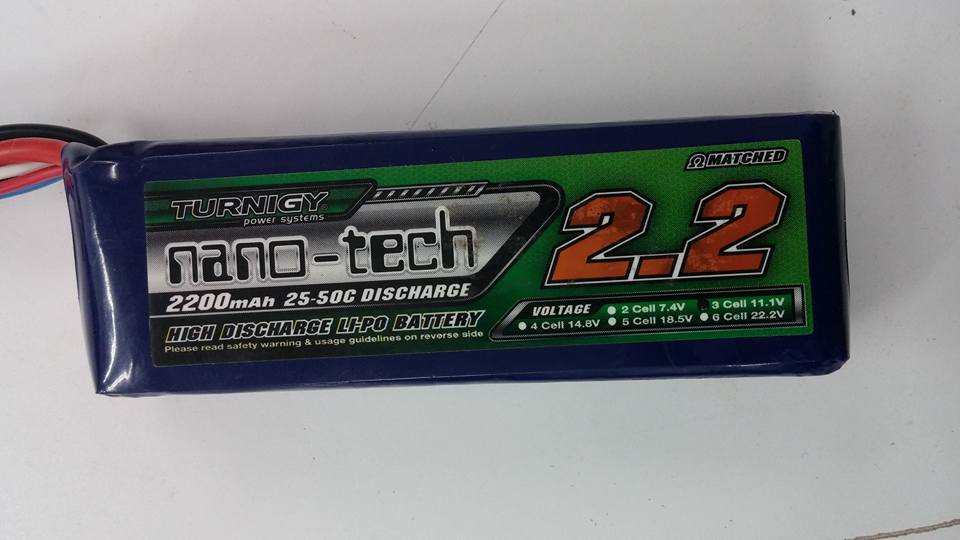 Ω MATCHED
TURNIGY
power systems
nano-tech
2.2
2200mAh 25-50C DISCHARGE
HIGH DISCHARGE LI-PO BATTERY
Please read safety warning & usage guidelines on reverse side
VOLTAGE 2 Cell 7.4V 3 Cell 11.1V
4 Cell 14.8V 5 Cell 18.5V 6 Cell 22.2V